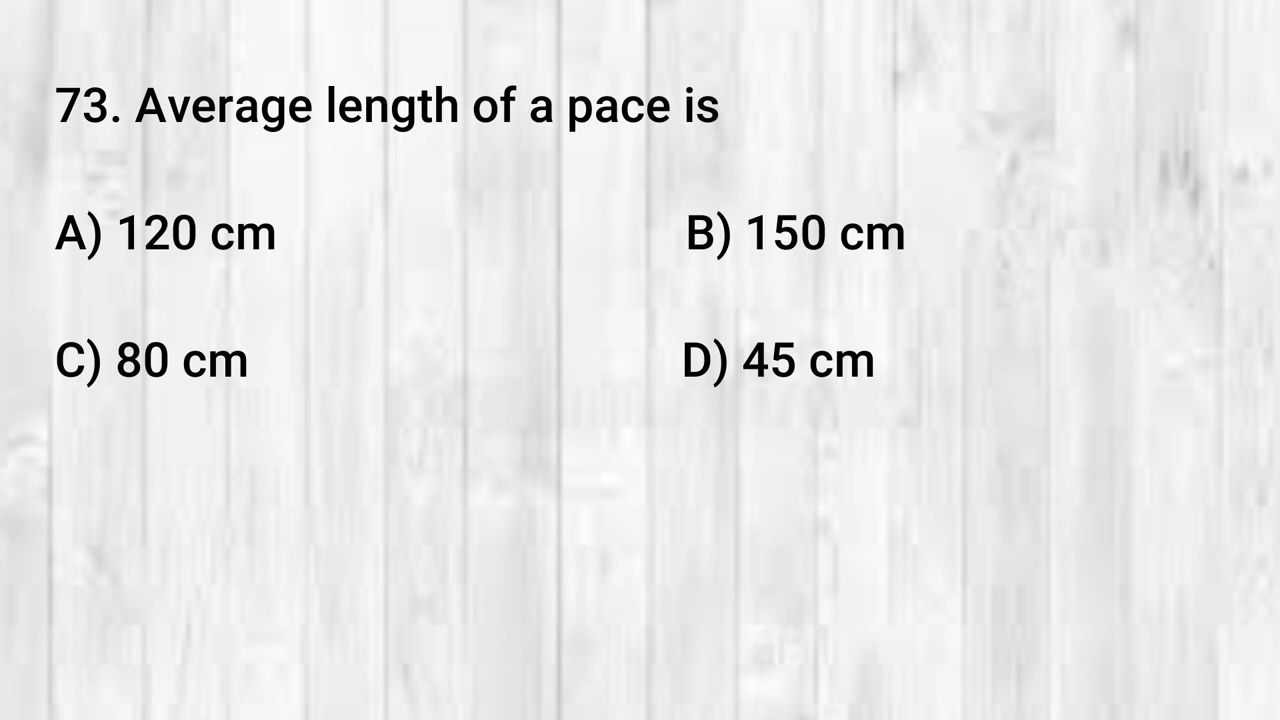 73. Average length of a pace is
A) 120 cm B) 150 cm
C) 80 cm D) 45 cm